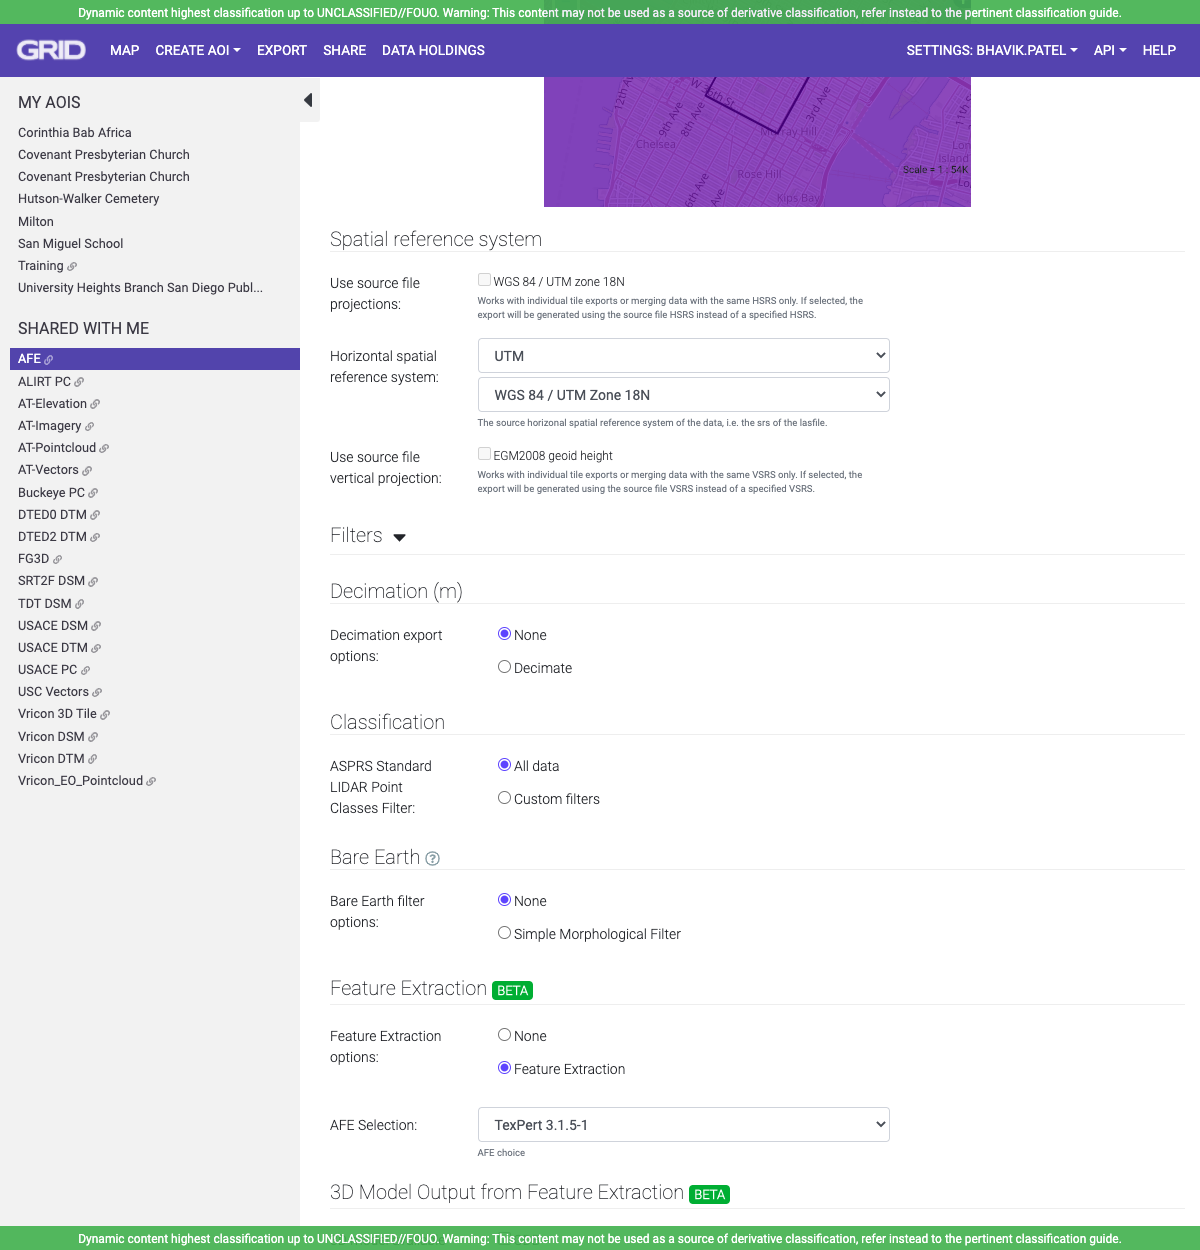 Dynamic content highest classification up to UNCLASSIFIED//FOUO. Warning: This content may not be used as a source of derivative classification, refer instead to the pertinent classification guide.
GRID MAP CREATE AOI EXPORT SHARE DATA HOLDINGS SETTINGS: BHAVIK.PATEL API HELP
MY AOIS
Corinthia Bab Africa
Covenant Presbyterian Church
Covenant Presbyterian Church
Hutson-Walker Cemetery
Milton
San Miguel School
Training
University Heights Branch San Diego Publ...
SHARED WITH ME
AFE
ALIRT PC
AT-Elevation
AT-Imagery
AT-Pointcloud
AT-Vectors
Buckeye PC
DTED0 DTM
DTED2 DTM
FG3D
SRT2F DSM
TDT DSM
USACE DSM
USACE DTM
USACE PC
USC Vectors
Vricon 3D Tile
Vricon DSM
Vricon DTM
Vricon_EO_Pointcloud
12th Av
W 35th St
9th Ave
8th Ave
3rd Ave
11th S
Murray Hill
Chelsea
Lon
Island
Scale = 1 : 54K
Rose Hill
Lo
6th Ave
Ave
Kips Bay
Spatial reference system
Use source file
projections:
WGS 84 / UTM zone 18N
Works with individual tile exports or merging data with the same HSRS only. If selected, the
export will be generated using the source file HSRS instead of a specified HSRS.
Horizontal spatial
reference system:
UTM
WGS 84 / UTM Zone 18N
The source horizonal spatial reference system of the data, i.e. the srs of the lasfile.
Use source file
vertical projection:
EGM2008 geoid height
Works with individual tile exports or merging data with the same VSRS only. If selected, the
export will be generated using the source file VSRS instead of a specified VSRS.
Filters
Decimation (m)
Decimation export
options:
None
Decimate
Classification
ASPRS Standard
LIDAR Point
Classes Filter:
All data
Custom filters
Bare Earth ?
Bare Earth filter
options:
None
Simple Morphological Filter
Feature Extraction BETA
Feature Extraction
options:
None
Feature Extraction
AFE Selection:
TexPert 3.1.5-1
AFE choice
3D Model Output from Feature Extraction BETA
Dynamic content highest classification up to UNCLASSIFIED//FOUO. Warning: This content may not be used as a source of derivative classification, refer instead to the pertinent classification guide.